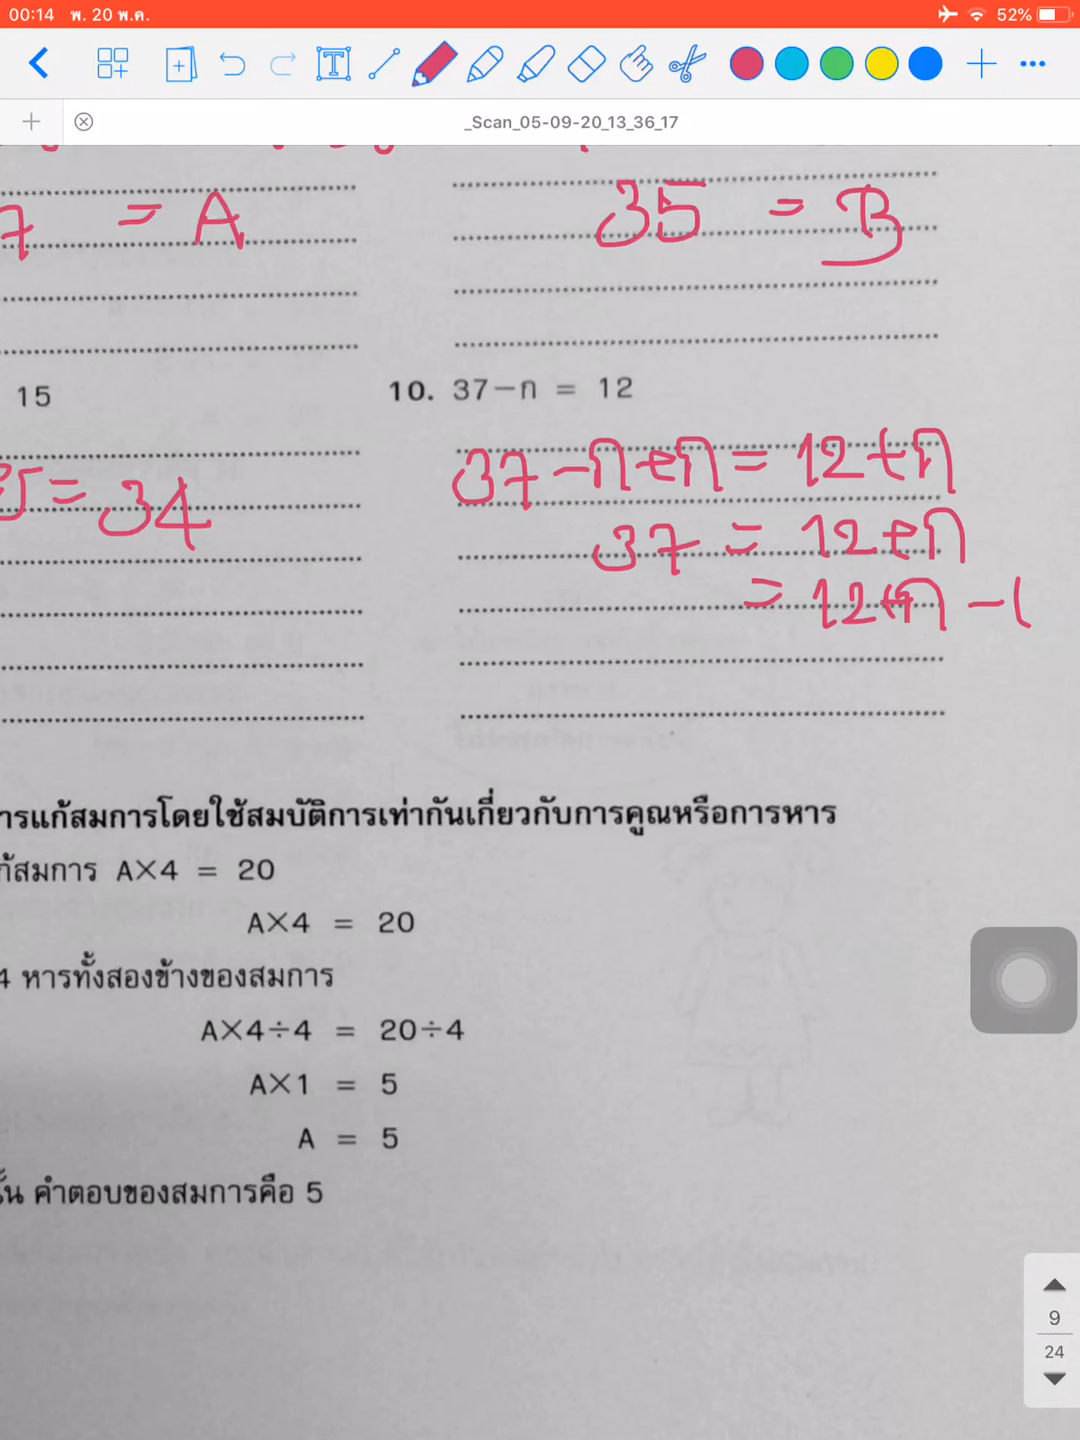 00:14 พ. 20 พ.ค.
52%
_Scan_05-09-20_13_36_17
7 = A
35 = B
15
10. 37-ก = 12
= 34
37 - ก + ก = 12 + ก
37 = 12 + ก
= 12 + ก -
ารแก้สมการโดยใช้สมบัติการเท่ากันเกี่ยวกับการคูณหรือการหาร
ก้สมการ A×4 = 20
A×4 = 20
4 หารทั้งสองข้างของสมการ
A×4÷4 = 20÷4
A×1 = 5
A = 5
ั้น คำตอบของสมการคือ 5
9
24